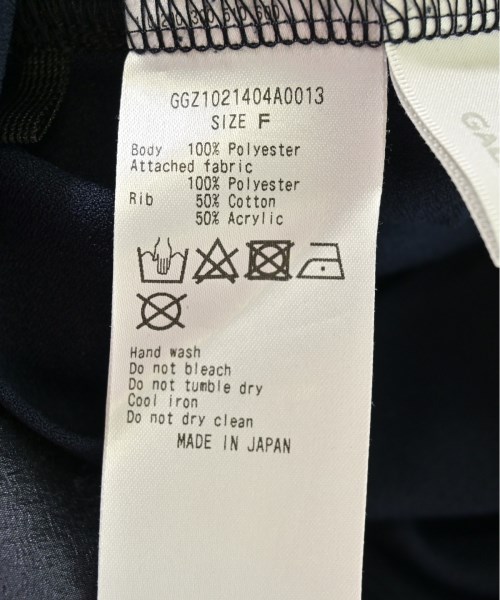 GGZ1021404A0013
SIZE F
Body 100% Polyester
Attached fabric
100% Polyester
Rib 50% Cotton
50% Acrylic
Hand wash
Do not bleach
Do not tumble dry
Cool iron
Do not dry clean
MADE IN JAPAN